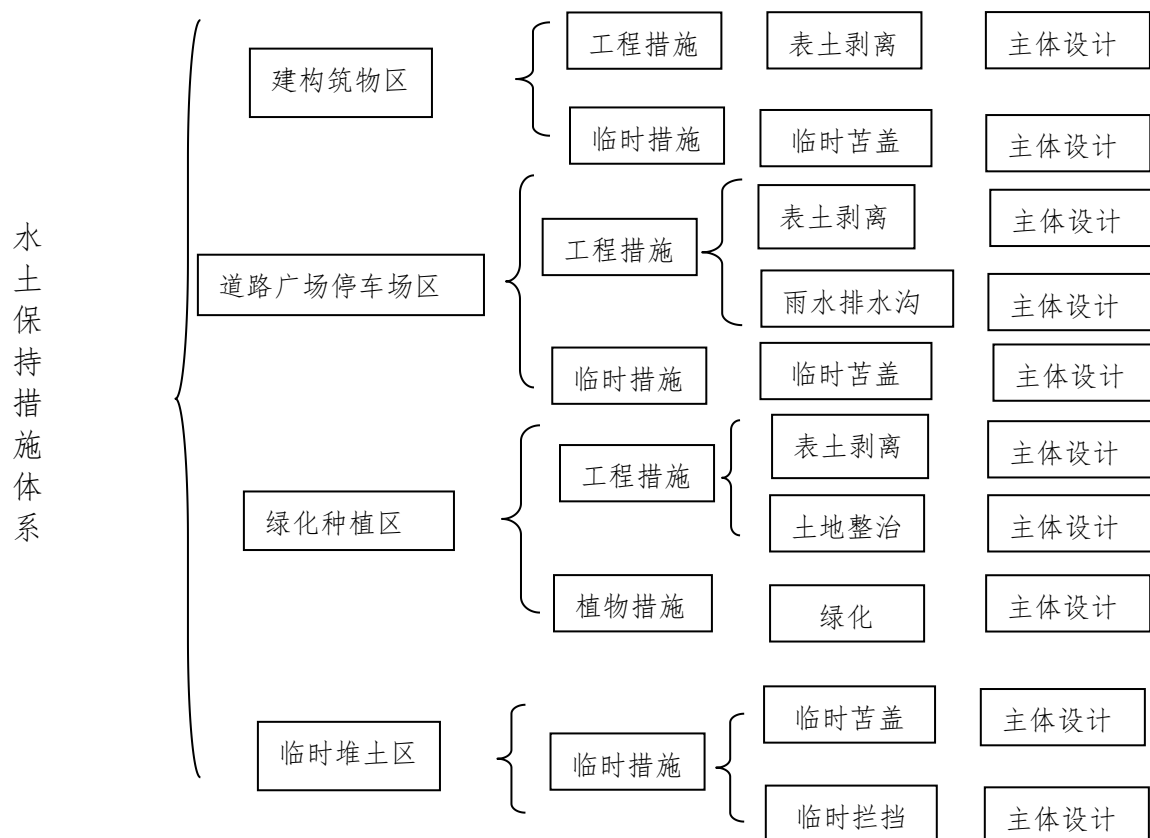 水土保持措施体系
建构筑物区
工程措施
表土剥离
主体设计
临时措施
临时苫盖
主体设计
道路广场停车场区
工程措施
表土剥离
主体设计
雨水排水沟
主体设计
临时措施
临时苫盖
主体设计
绿化种植区
工程措施
表土剥离
主体设计
土地整治
主体设计
植物措施
绿化
主体设计
临时堆土区
临时措施
临时苫盖
主体设计
临时拦挡
主体设计